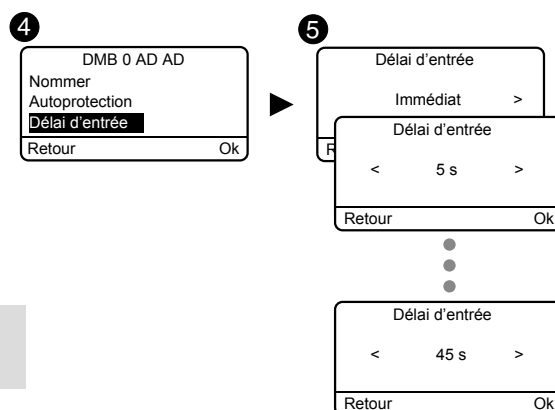 4
DMB 0 AD AD
Nommer
Autoprotection
Délai d'entrée
Retour Ok
5
Délai d'entrée
Immédiat >
R
Délai d'entrée
< 5 s >
Retour Ok
Délai d'entrée
< 45 s >
Retour Ok